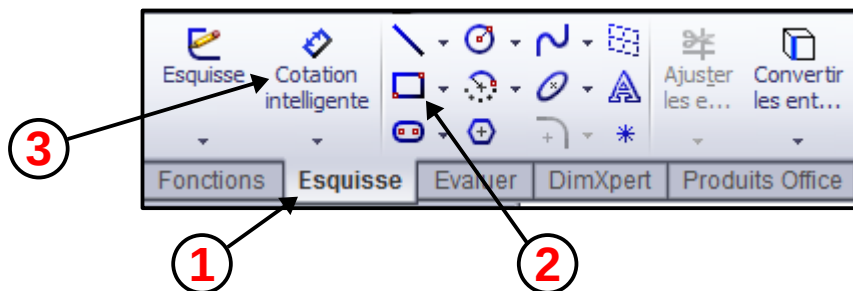 Esquisse
Cotation
intelligente
Ajuster
les e...
Convertir
les ent...
3
Fonctions
Esquisse
Evaluer
DimXpert
Produits Office
1
2